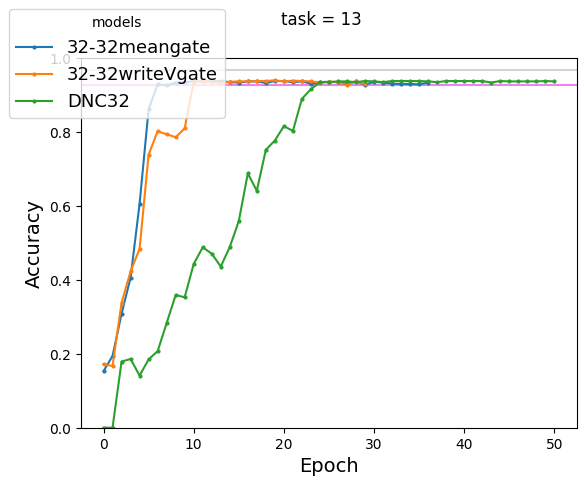 task = 13
models
32-32meangate
32-32writeVgate
DNC32
1.0
0.8
0.6
0.4
0.2
0.0
Accuracy
0 10 20 30 40 50
Epoch